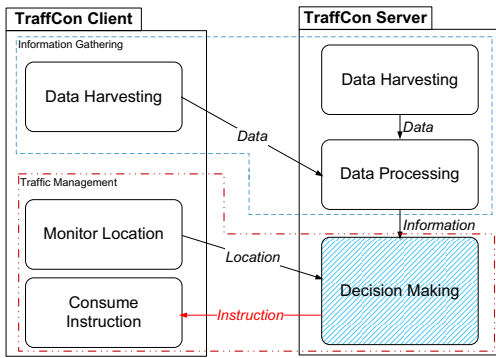 TraffCon Client
TraffCon Server
Information Gathering
Data Harvesting
Data Harvesting
Data
Data
Data Processing
Traffic Management
Information
Monitor Location
Location
Decision Making
Consume
Instruction
Instruction